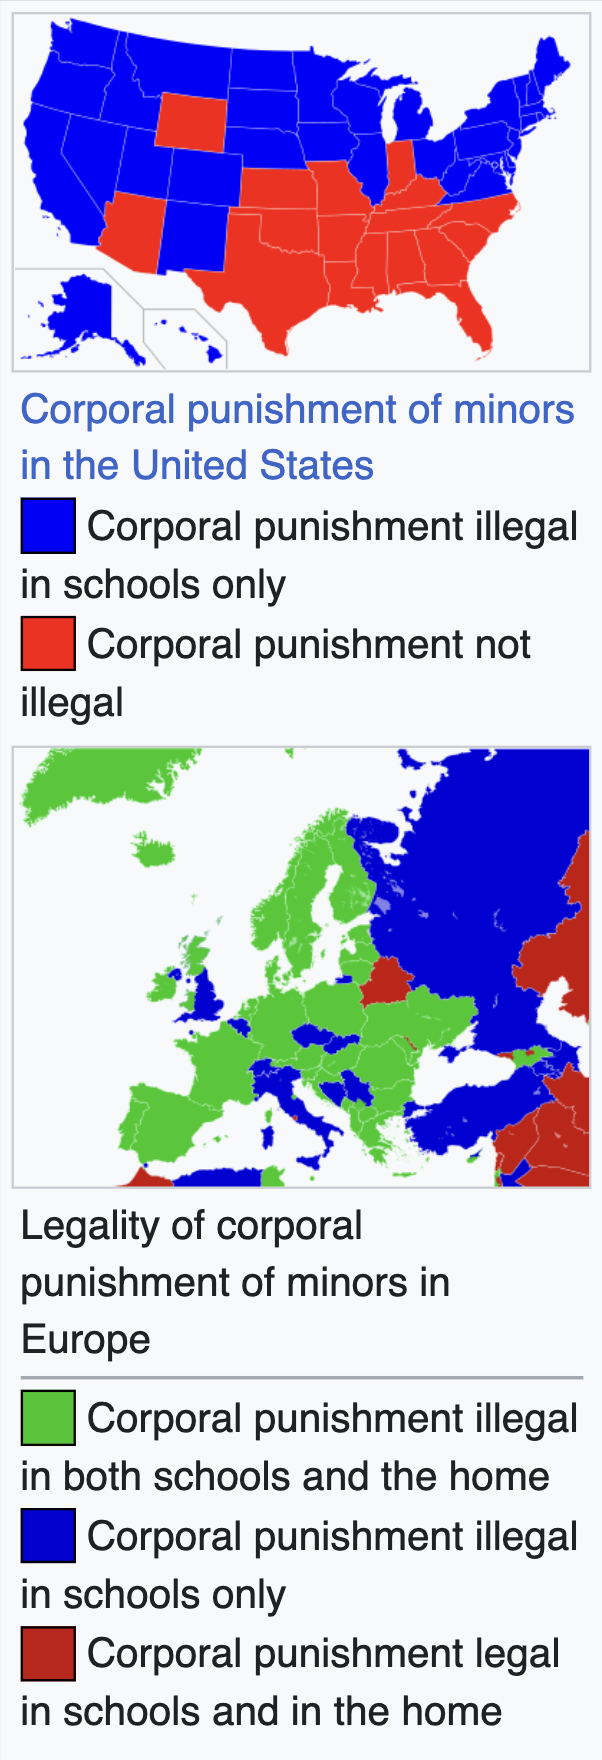 Corporal punishment of minors
in the United States
Corporal punishment illegal
in schools only
Corporal punishment not
illegal
Legality of corporal
punishment of minors in
Europe
Corporal punishment illegal
in both schools and the home
Corporal punishment illegal
in schools only
Corporal punishment legal
in schools and in the home